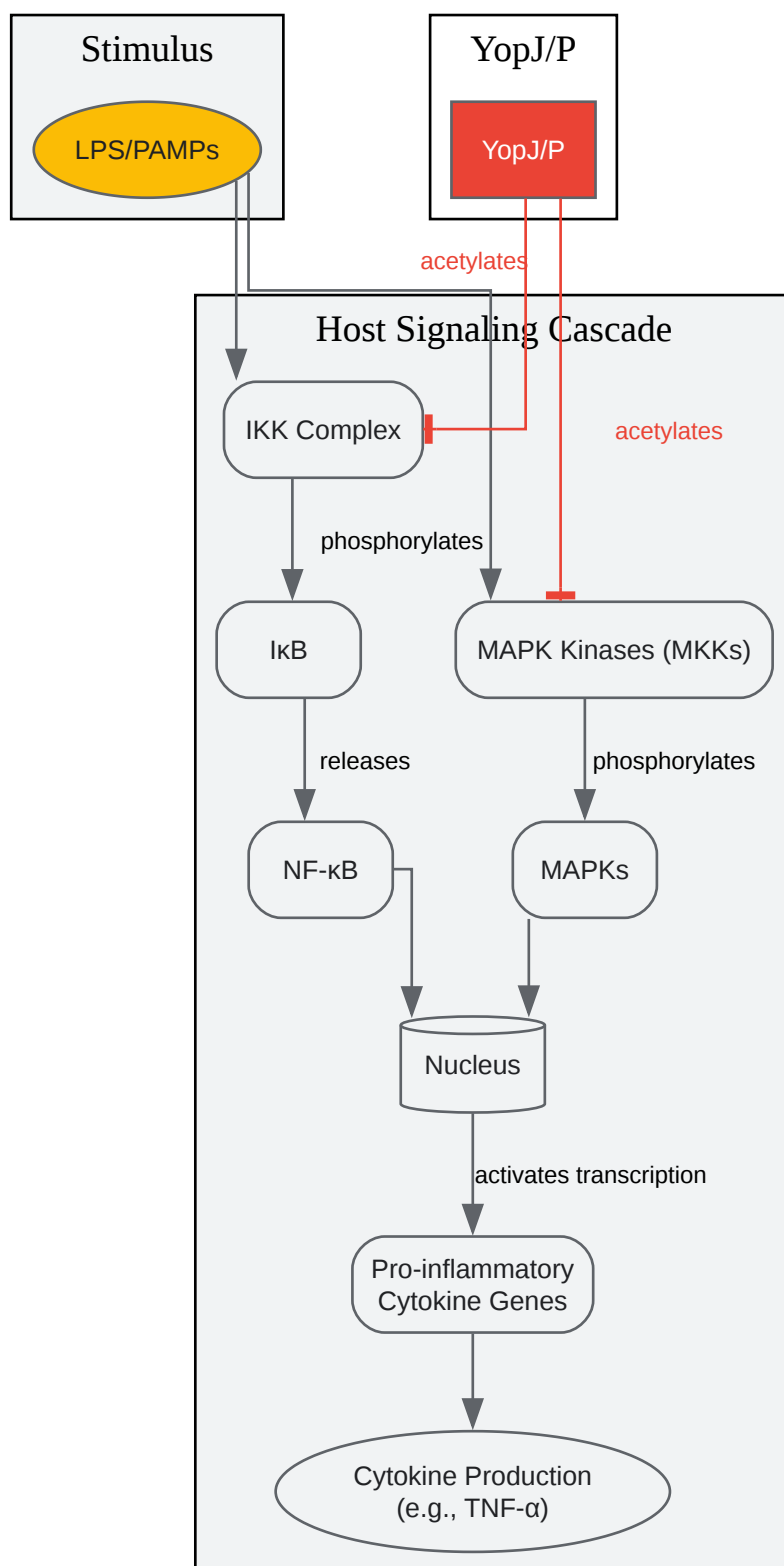 Stimulus
YopJ/P
LPS/PAMPs
YopJ/P
acetylates
Host Signaling Cascade
IKK Complex
acetylates
phosphorylates
IκB
MAPK Kinases (MKKs)
releases
phosphorylates
NF-κB
MAPKs
Nucleus
activates transcription
Pro-inflammatory
Cytokine Genes
Cytokine Production
(e.g., TNF-α)